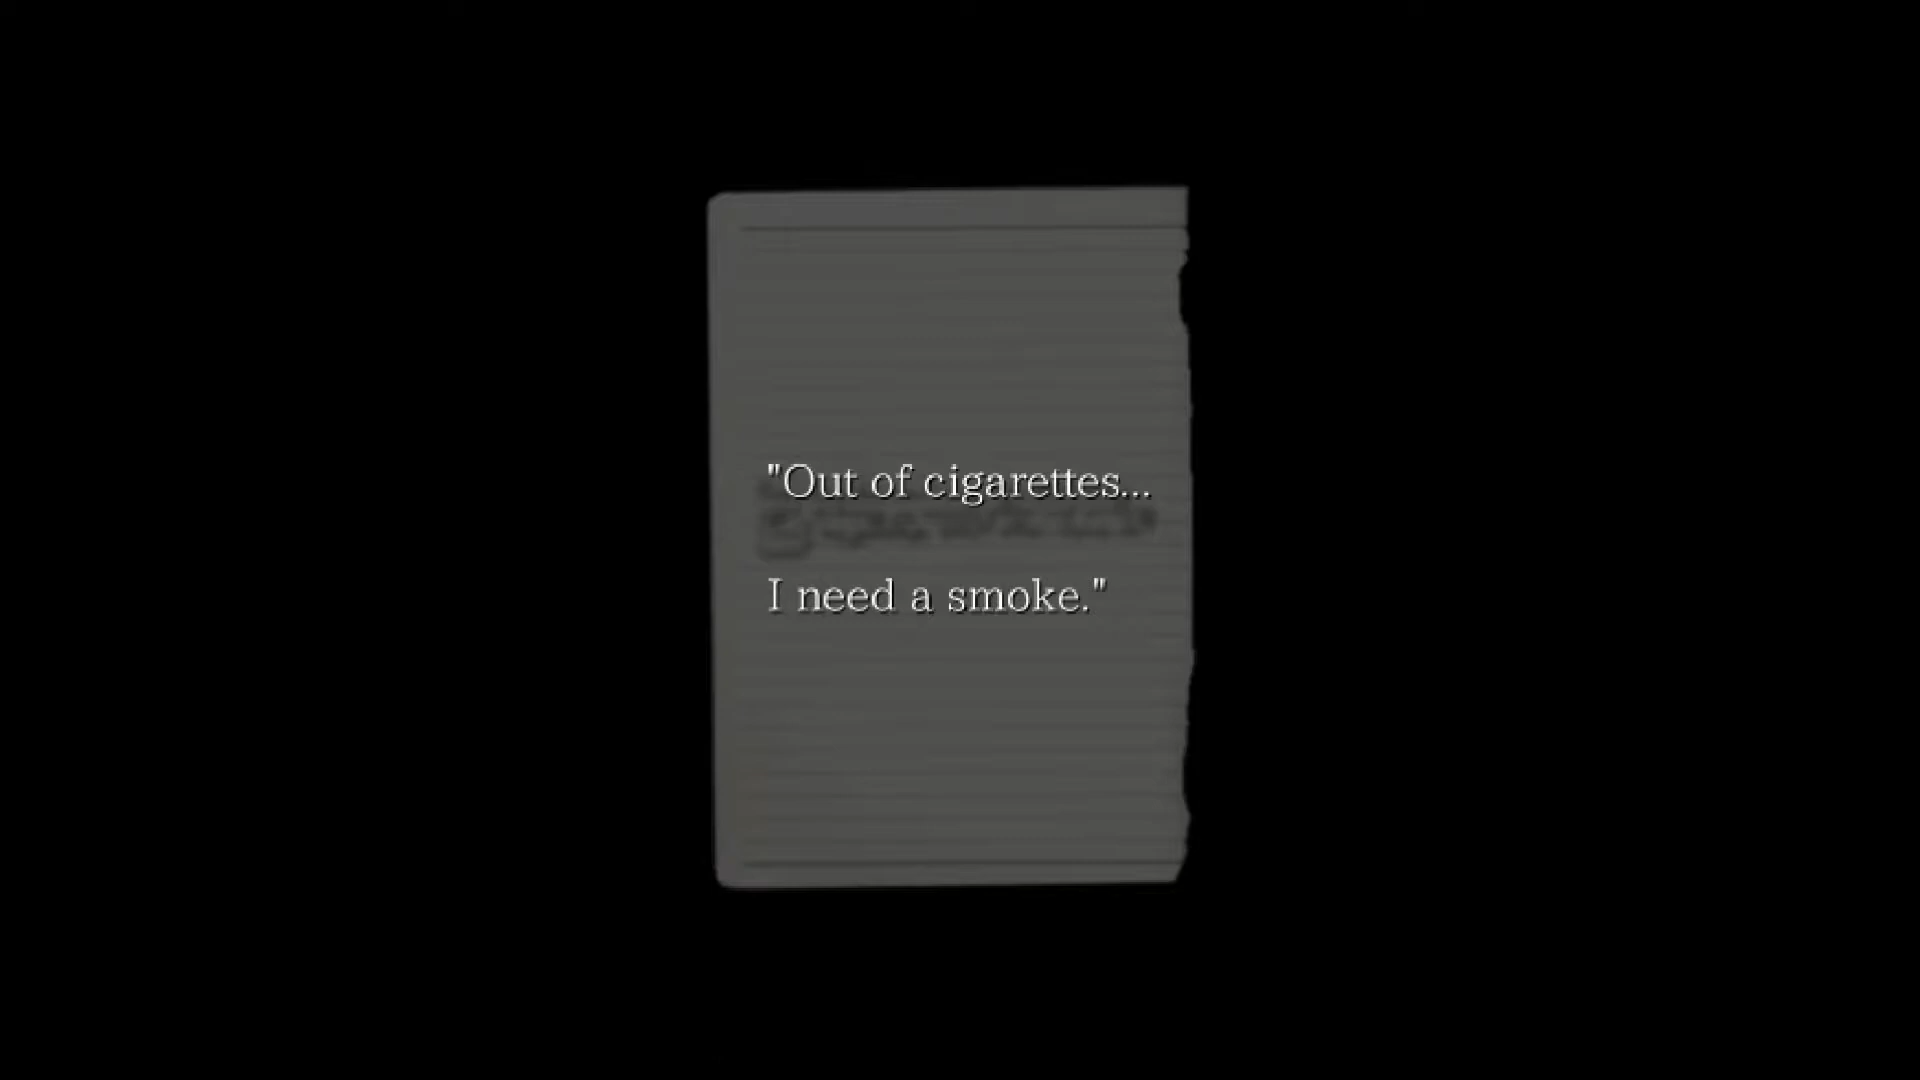 "Out of cigarettes...
I need a smoke."